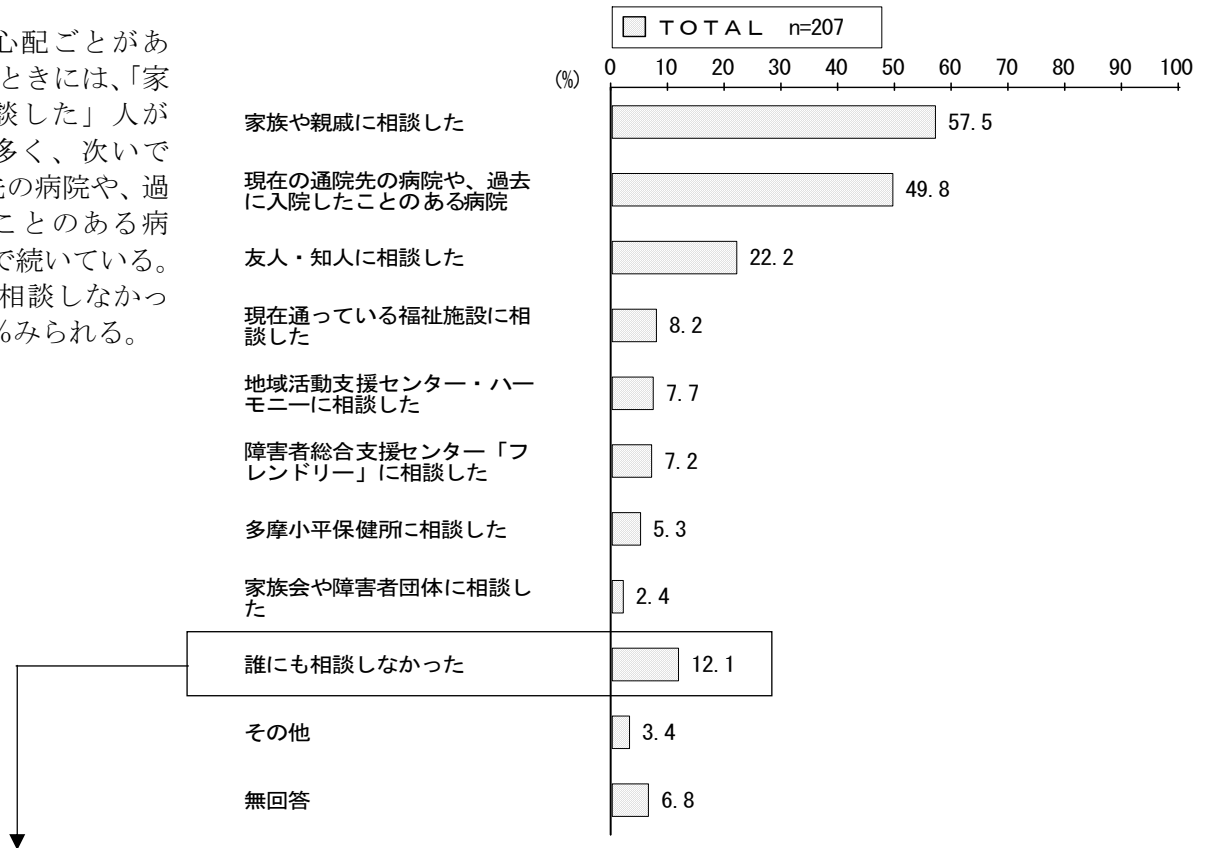 心配ごとがあ
ときには、「家
談した」人が
多く、次いで
先の病院や、過
ことのある病
で続いている。
相談しなかっ
%みられる。
TOTAL n=207
(%) 0 10 20 30 40 50 60 70 80 90 100
家族や親戚に相談した 57.5
現在の通院先の病院や、過去
に入院したことのある病院 49.8
友人・知人に相談した 22.2
現在通っている福祉施設に相
談した 8.2
地域活動支援センター・ハー
モニーに相談した 7.7
障害者総合支援センター「フ
レンドリー」に相談した 7.2
多摩小平保健所に相談した 5.3
家族会や障害者団体に相談し
た 2.4
誰にも相談しなかった 12.1
その他 3.4
無回答 6.8